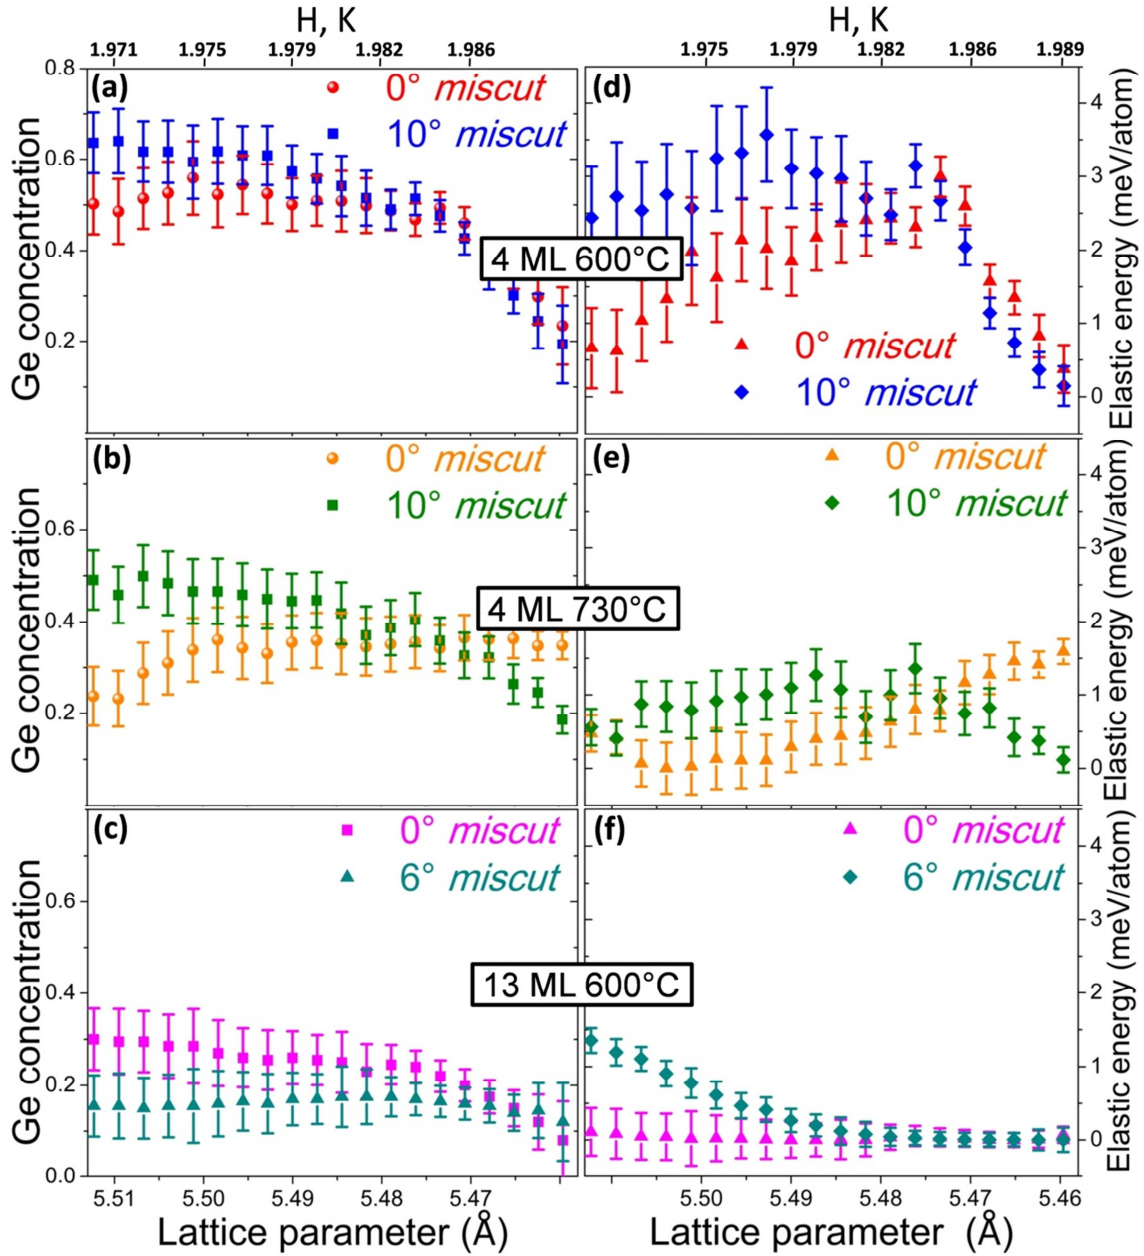 H, K
H, K
1.971 1.975 1.979 1.982 1.986
1.975 1.979 1.982 1.986 1.989
(a)
0° miscut
10° miscut
0.8
0.6
0.4
0.2
Ge concentration
(d)
0° miscut
10° miscut
4
3
2
1
0
Elastic energy (meV/atom)
4 ML 600°C
(b)
0° miscut
10° miscut
0.6
0.4
0.2
Ge concentration
(e)
0° miscut
10° miscut
4
3
2
1
0
Elastic energy (meV/atom)
4 ML 730°C
(c)
0° miscut
6° miscut
0.6
0.4
0.2
0.0
Ge concentration
(f)
0° miscut
6° miscut
4
3
2
1
0
Elastic energy (meV/atom)
13 ML 600°C
5.51 5.50 5.49 5.48 5.47
5.50 5.49 5.48 5.47 5.46
Lattice parameter (Å)
Lattice parameter (Å)